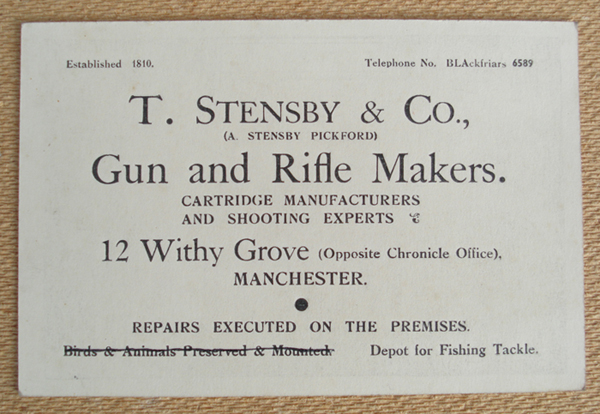 Established 1810. Telephone No. BLAckfriars 6589
T. STENSBY & CO.,
(A. STENSBY PICKFORD)
Gun and Rifle Makers.
CARTRIDGE MANUFACTURERS
AND SHOOTING EXPERTS
12 Withy Grove (Opposite Chronicle Office),
MANCHESTER.
REPAIRS EXECUTED ON THE PREMISES.
Birds & Animals Preserved & Mounted. Depot for Fishing Tackle.